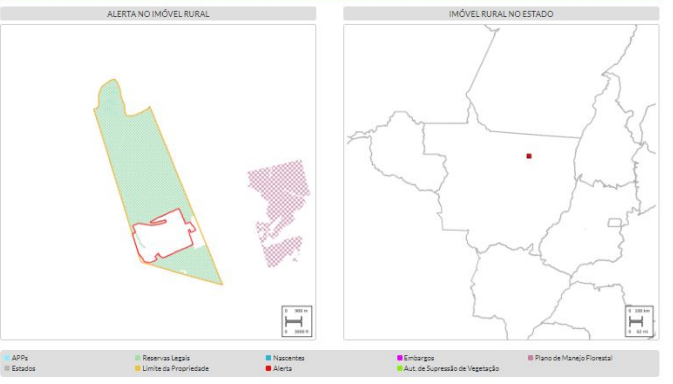 ALERTA NO IMÓVEL RURAL
IMÓVEL RURAL NO ESTADO
APPs
Reservas Legais
Nascentes
Embargos
Plano de Manejo Florestal
Estados
Limite da Propriedade
Alerta
Aut. de Supressão de Vegetação